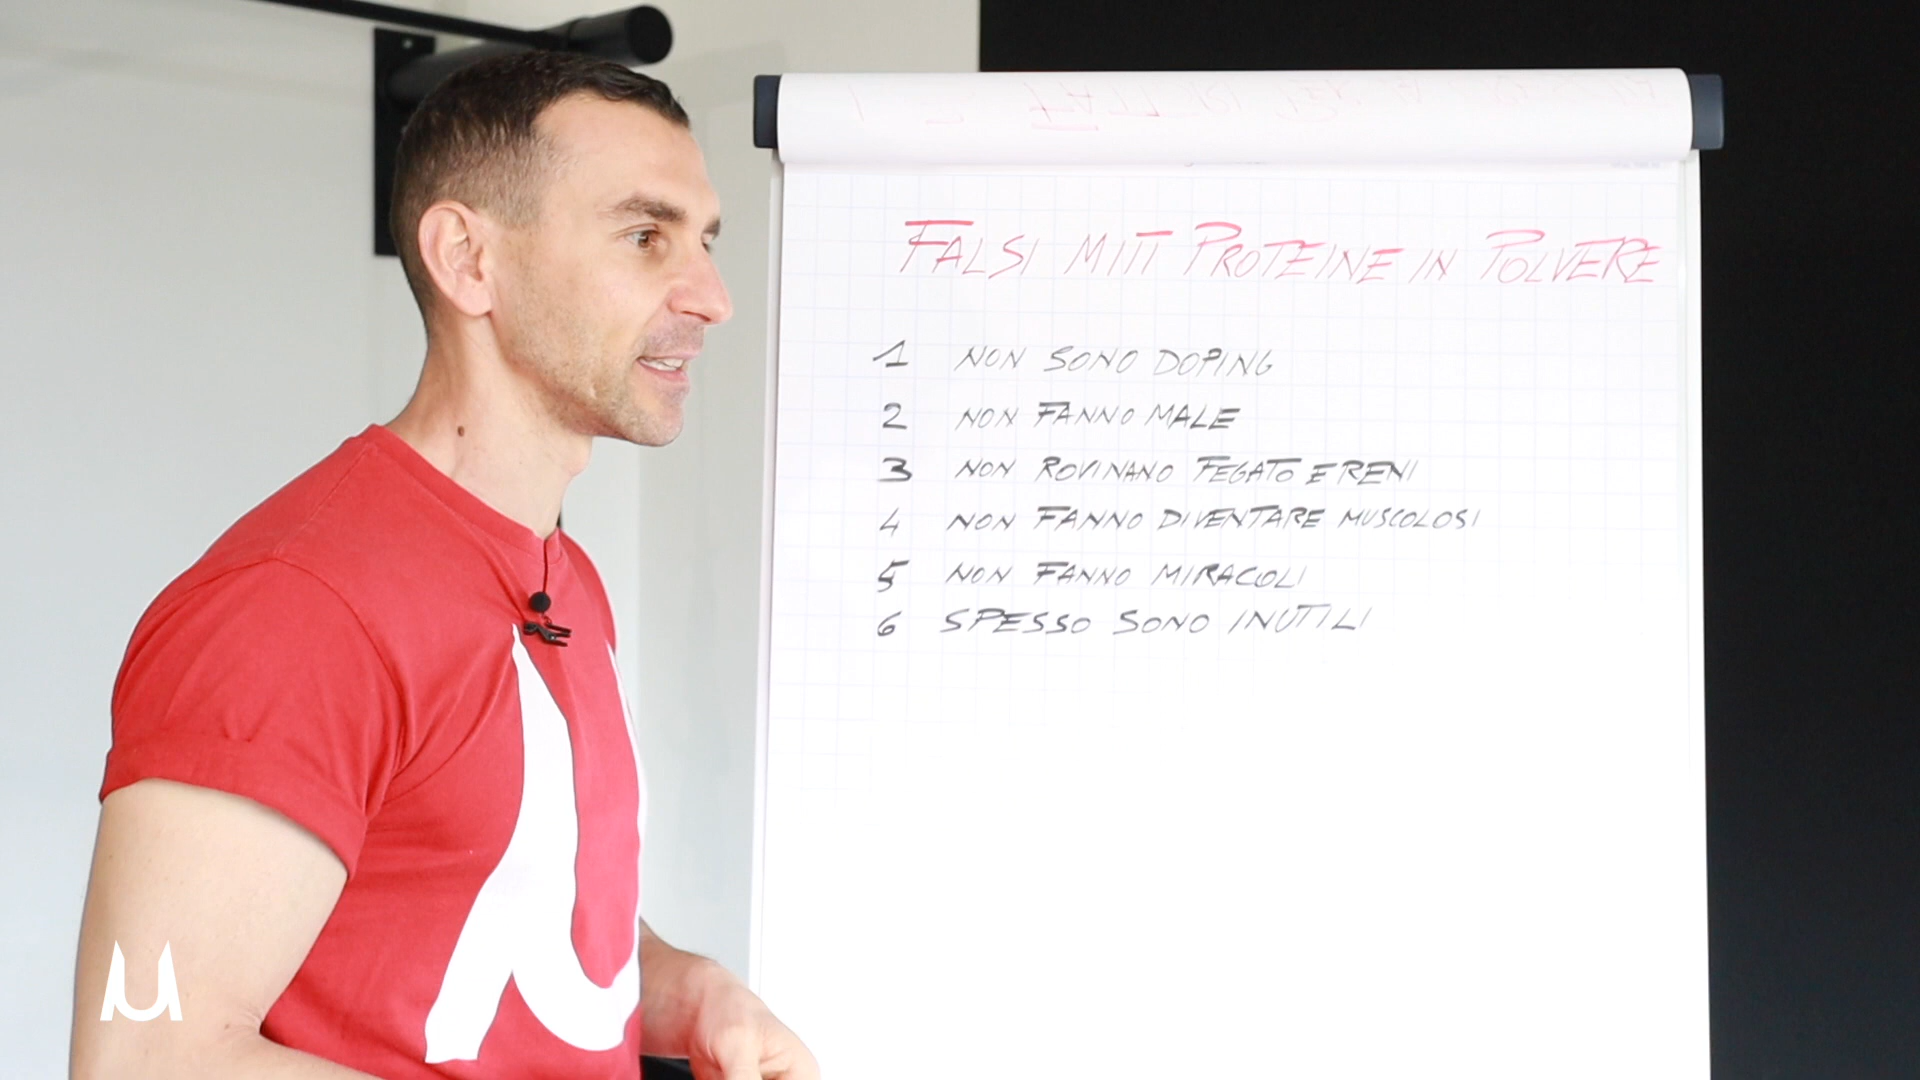 FALSI MITI PROTEINE IN POLVERE
1 NON SONO DOPING
2 NON FANNO MALE
3 NON ROVINANO FEGATO E RENI
4 NON FANNO DIVENTARE MUSCOLOSI
5 NON FANNO MIRACOLI
6 SPESSO SONO INUTILI